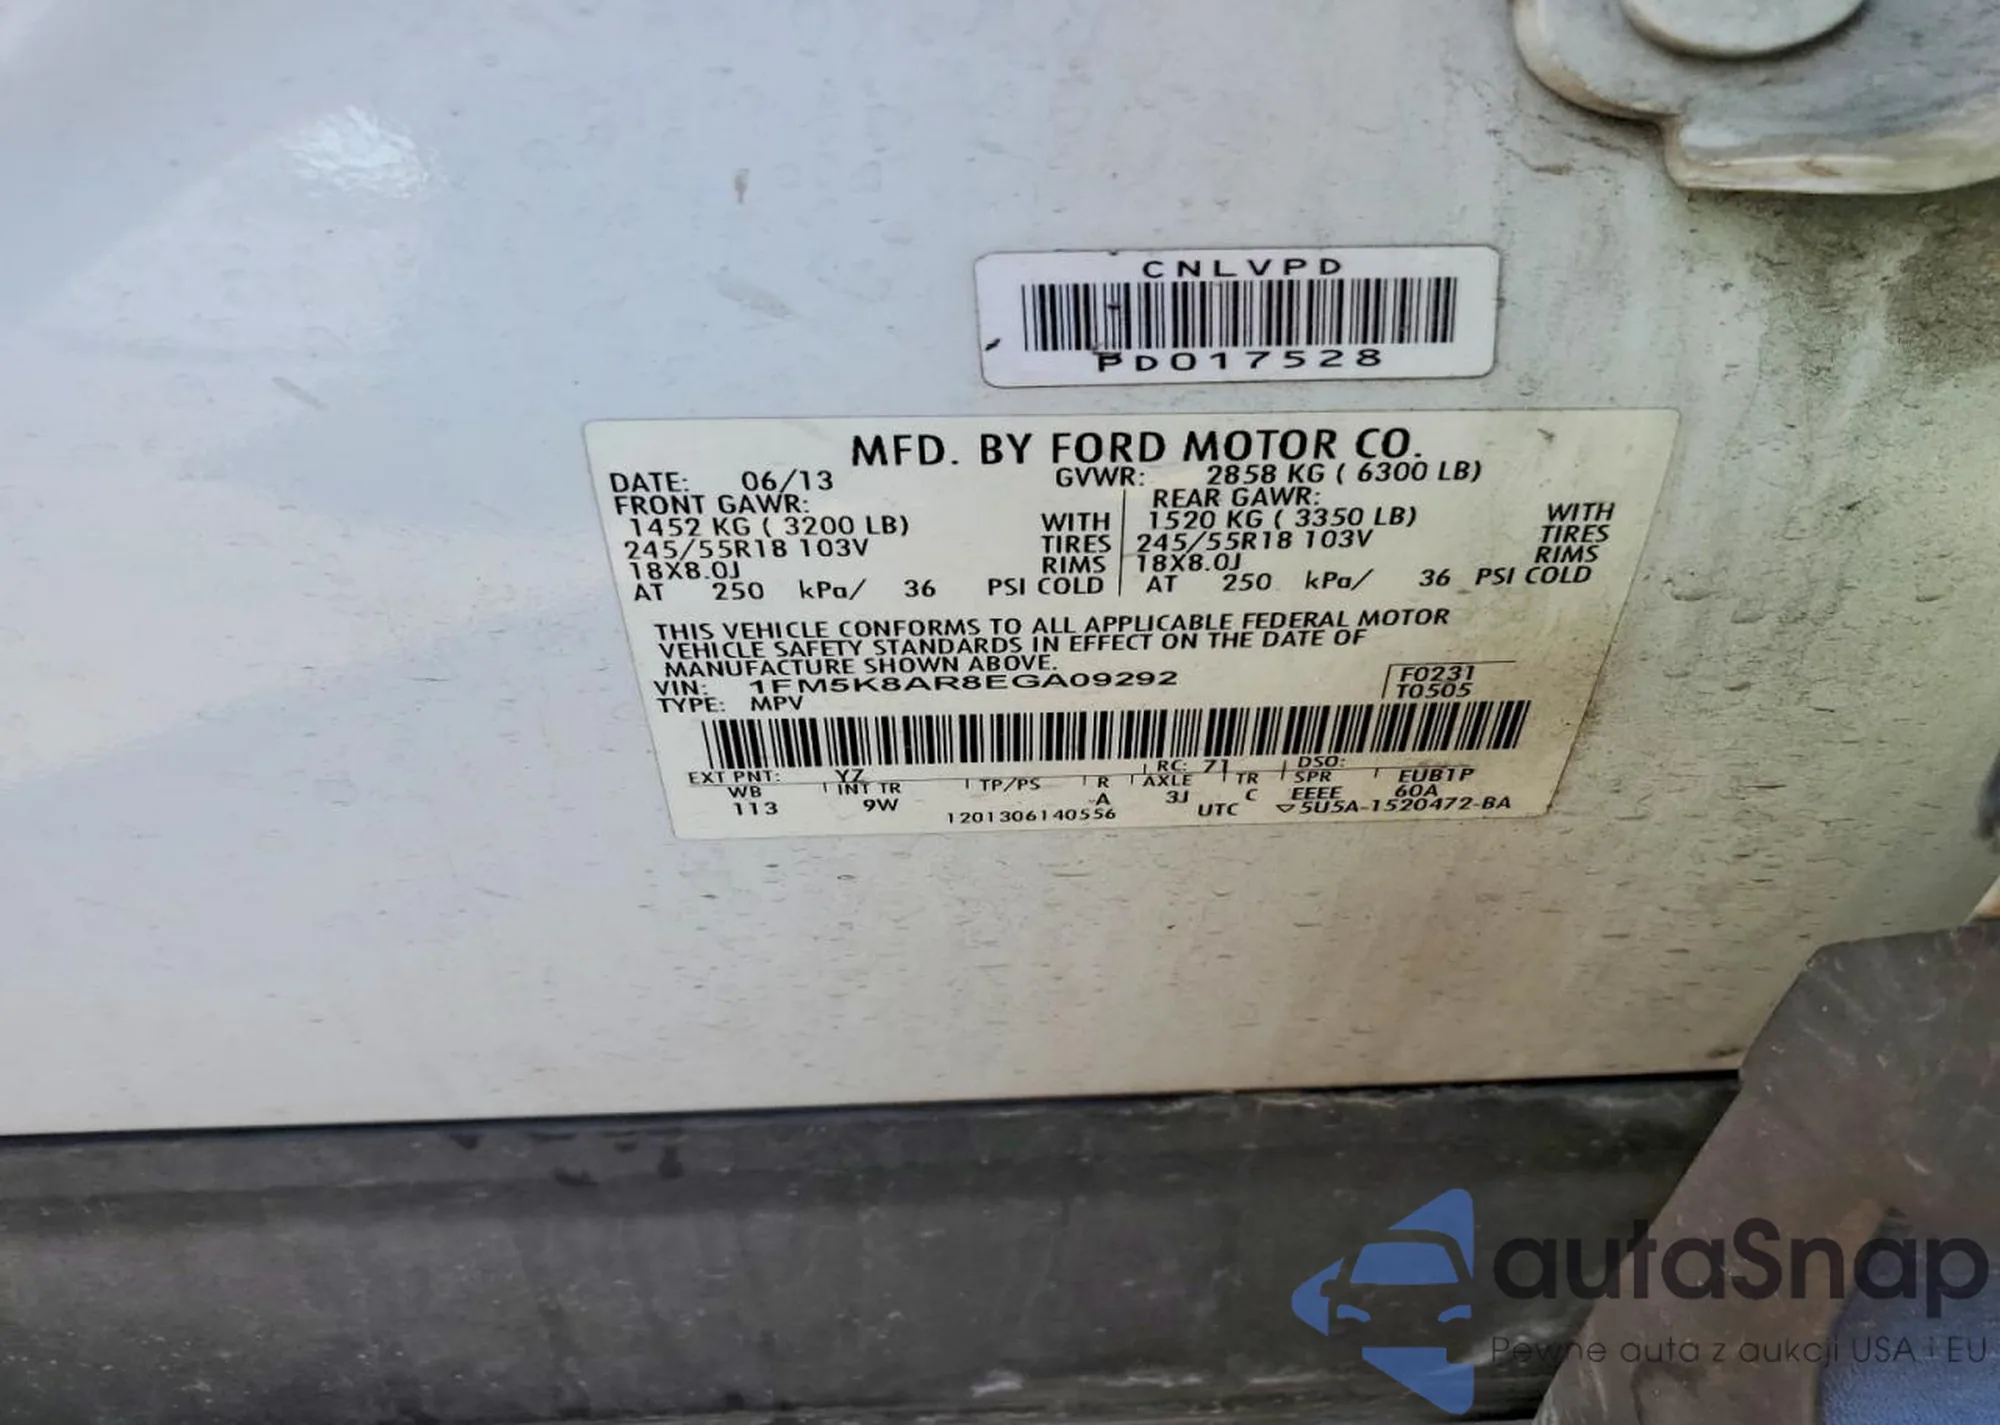 CNLVPD
PD017528
MFD. BY FORD MOTOR CO.
DATE: 06/13 GVWR: 2858 KG ( 6300 LB)
FRONT GAWR: REAR GAWR:
1452 KG ( 3200 LB) WITH 1520 KG ( 3350 LB) WITH
245/55R18 103V TIRES 245/55R18 103V TIRES
18X8.0J RIMS 18X8.0J RIMS
AT 250 kPa/ 36 PSI COLD AT 250 kPa/ 36 PSI COLD
THIS VEHICLE CONFORMS TO ALL APPLICABLE FEDERAL MOTOR
VEHICLE SAFETY STANDARDS IN EFFECT ON THE DATE OF
MANUFACTURE SHOWN ABOVE.
VIN: 1FM5K8AR8EGA09292 F0231
TYPE: MPV T0505
EXT PNT: YZ RC: 71 DSO:
WB INT TR TP/PS R AXLE TR SPR EUB1P
113 9W A 3J C EEEE 60A
1201306140556 UTC ▽5U5A-1520472-BA
autaSnap
Pewne auta z aukcji USA i EU